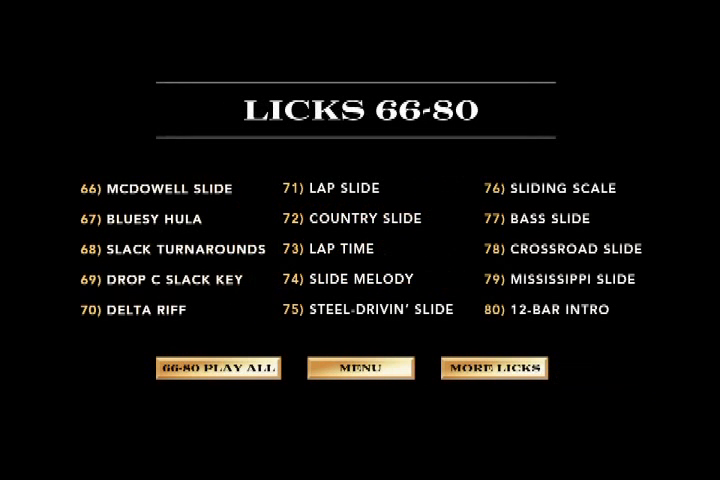 LICKS 66-80
66) MCDOWELL SLIDE
67) BLUESY HULA
68) SLACK TURNAROUNDS
69) DROP C SLACK KEY
70) DELTA RIFF
71) LAP SLIDE
72) COUNTRY SLIDE
73) LAP TIME
74) SLIDE MELODY
75) STEEL-DRIVIN' SLIDE
76) SLIDING SCALE
77) BASS SLIDE
78) CROSSROAD SLIDE
79) MISSISSIPPI SLIDE
80) 12-BAR INTRO
66-80 PLAY ALL
MENU
MORE LICKS